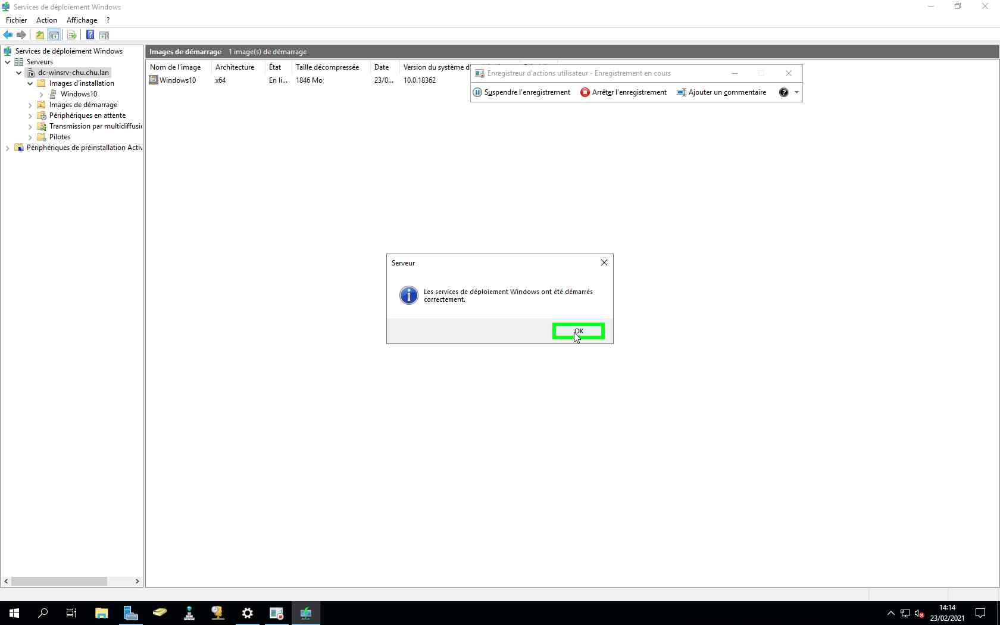 Services de déploiement Windows
Fichier Action Affichage ?
Services de déploiement Windows
Serveurs
dc-winsrv-chu.chu.lan
Images d'installation
Windows10
Images de démarrage
Périphériques en attente
Transmission par multidiffusio
Pilotes
Périphériques de préinstallation Activ
Images de démarrage 1 image(s) de démarrage
Nom de l'image Architecture État Taille décompressée Date Version du système d
Windows10 x64 En li... 1846 Mo 23/0... 10.0.18362
Enregistreur d'actions utilisateur - Enregistrement en cours
Suspendre l'enregistrement Arrêter l'enregistrement Ajouter un commentaire ?
Serveur
Les services de déploiement Windows ont été démarrés
correctement.
OK
14:14
23/02/2021